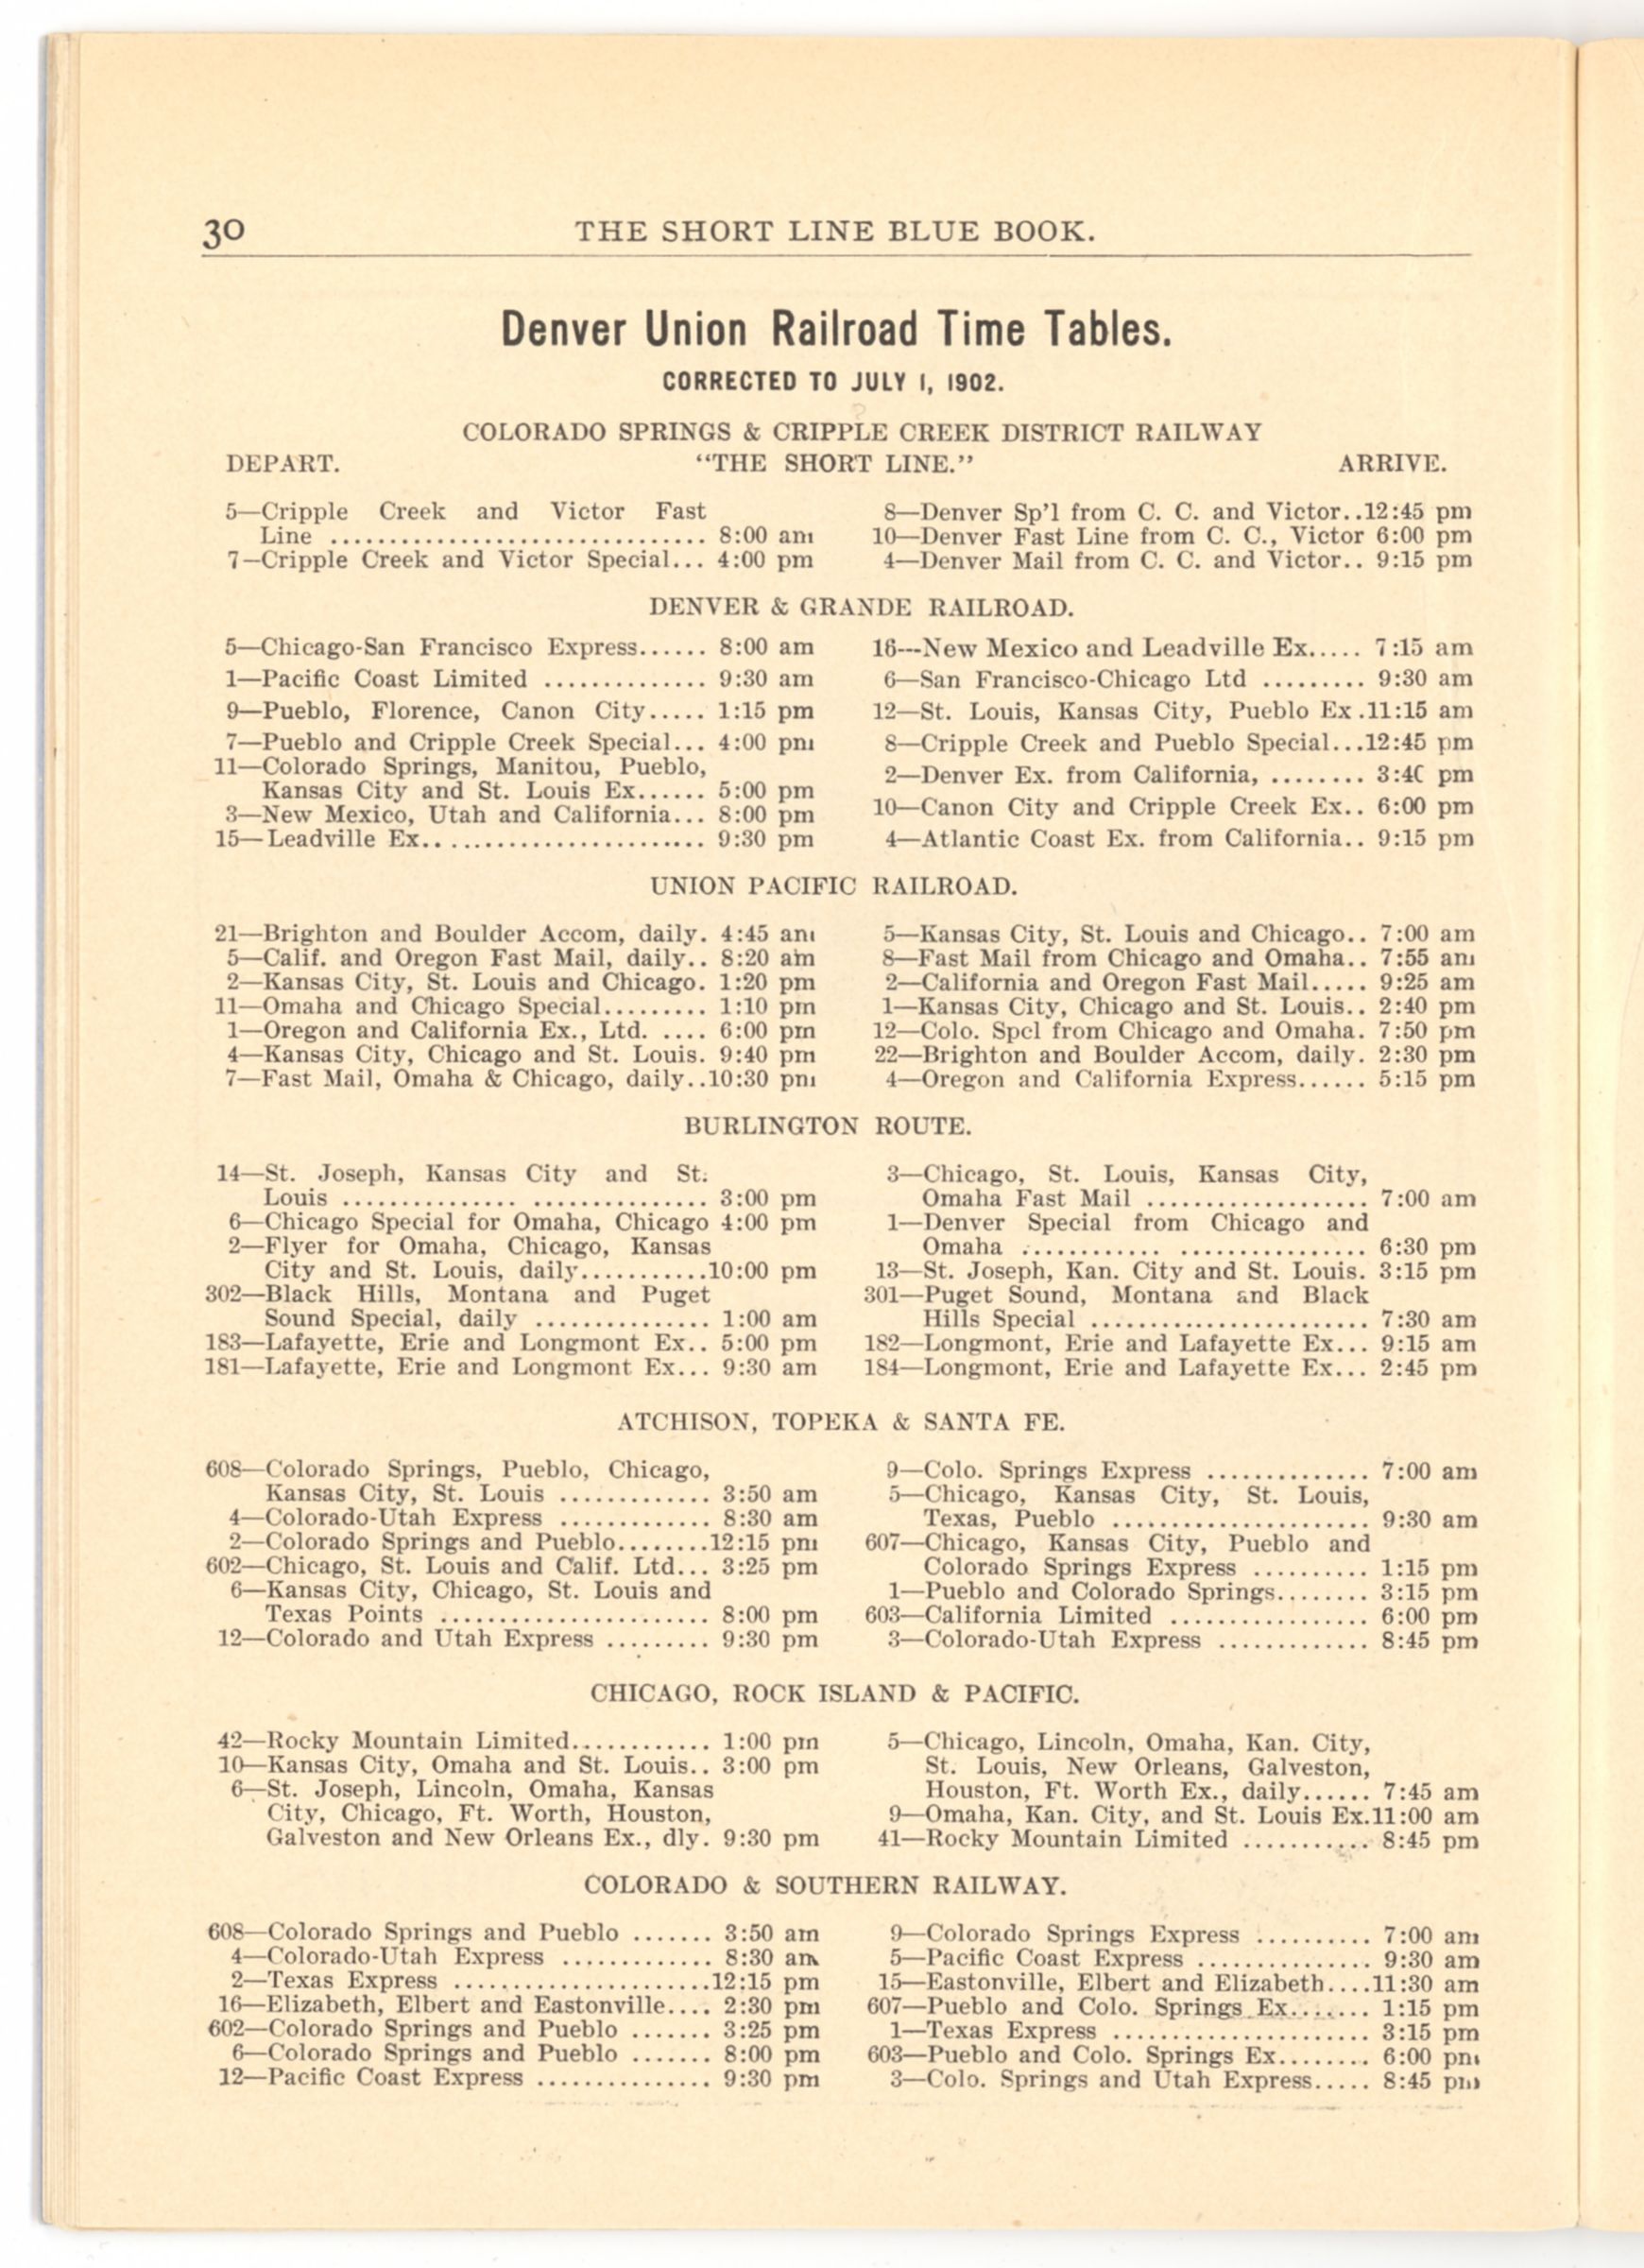 30 THE SHORT LINE BLUE BOOK.
Denver Union Railroad Time Tables.
CORRECTED TO JULY 1, 1902.
COLORADO SPRINGS & CRIPPLE CREEK DISTRICT RAILWAY
DEPART. "THE SHORT LINE." ARRIVE.
5—Cripple Creek and Victor Fast
Line .............................. 8:00 am
7—Cripple Creek and Victor Special... 4:00 pm
8—Denver Sp'l from C. C. and Victor..12:45 pm
10—Denver Fast Line from C. C., Victor 6:00 pm
4—Denver Mail from C. C. and Victor.. 9:15 pm
DENVER & GRANDE RAILROAD.
5—Chicago-San Francisco Express...... 8:00 am
1—Pacific Coast Limited .............. 9:30 am
9—Pueblo, Florence, Canon City..... 1:15 pm
7—Pueblo and Cripple Creek Special... 4:00 pm
11—Colorado Springs, Manitou, Pueblo,
Kansas City and St. Louis Ex...... 5:00 pm
3—New Mexico, Utah and California... 8:00 pm
15—Leadville Ex........................ 9:30 pm
16---New Mexico and Leadville Ex..... 7:15 am
6—San Francisco-Chicago Ltd ......... 9:30 am
12—St. Louis, Kansas City, Pueblo Ex .11:15 am
8—Cripple Creek and Pueblo Special...12:45 pm
2—Denver Ex. from California, ........ 3:40 pm
10—Canon City and Cripple Creek Ex.. 6:00 pm
4—Atlantic Coast Ex. from California.. 9:15 pm
UNION PACIFIC RAILROAD.
21—Brighton and Boulder Accom, daily. 4:45 am
5—Calif. and Oregon Fast Mail, daily.. 8:20 am
2—Kansas City, St. Louis and Chicago. 1:20 pm
11—Omaha and Chicago Special......... 1:10 pm
1—Oregon and California Ex., Ltd. .... 6:00 pm
4—Kansas City, Chicago and St. Louis. 9:40 pm
7—Fast Mail, Omaha & Chicago, daily..10:30 pm
5—Kansas City, St. Louis and Chicago.. 7:00 am
8—Fast Mail from Chicago and Omaha.. 7:55 am
2—California and Oregon Fast Mail..... 9:25 am
1—Kansas City, Chicago and St. Louis.. 2:40 pm
12—Colo. Spcl from Chicago and Omaha. 7:50 pm
22—Brighton and Boulder Accom, daily. 2:30 pm
4—Oregon and California Express...... 5:15 pm
BURLINGTON ROUTE.
14—St. Joseph, Kansas City and St.
Louis ............... ............... 3:00 pm
6—Chicago Special for Omaha, Chicago 4:00 pm
2—Flyer for Omaha, Chicago, Kansas
City and St. Louis, daily...........10:00 pm
302—Black Hills, Montana and Puget
Sound Special, daily ............... 1:00 am
183—Lafayette, Erie and Longmont Ex.. 5:00 pm
181—Lafayette, Erie and Longmont Ex... 9:30 am
3—Chicago, St. Louis, Kansas City,
Omaha Fast Mail ................... 7:00 am
1—Denver Special from Chicago and
Omaha ............ ................ 6:30 pm
13—St. Joseph, Kan. City and St. Louis. 3:15 pm
301—Puget Sound, Montana and Black
Hills Special ....................... 7:30 am
182—Longmont, Erie and Lafayette Ex... 9:15 am
184—Longmont, Erie and Lafayette Ex... 2:45 pm
ATCHISON, TOPEKA & SANTA FE.
608—Colorado Springs, Pueblo, Chicago,
Kansas City, St. Louis ............. 3:50 am
4—Colorado-Utah Express ............. 8:30 am
2—Colorado Springs and Pueblo........12:15 pm
602—Chicago, St. Louis and Calif. Ltd... 3:25 pm
6—Kansas City, Chicago, St. Louis and
Texas Points ....................... 8:00 pm
12—Colorado and Utah Express ......... 9:30 pm
9—Colo. Springs Express .............. 7:00 am
5—Chicago, Kansas City, St. Louis,
Texas, Pueblo ...................... 9:30 am
607—Chicago, Kansas City, Pueblo and
Colorado Springs Express .......... 1:15 pm
1—Pueblo and Colorado Springs........ 3:15 pm
603—California Limited ................. 6:00 pm
3—Colorado-Utah Express ............. 8:45 pm
CHICAGO, ROCK ISLAND & PACIFIC.
42—Rocky Mountain Limited............ 1:00 pm
10—Kansas City, Omaha and St. Louis.. 3:00 pm
6—St. Joseph, Lincoln, Omaha, Kansas
City, Chicago, Ft. Worth, Houston,
Galveston and New Orleans Ex., dly. 9:30 pm
5—Chicago, Lincoln, Omaha, Kan. City,
St. Louis, New Orleans, Galveston,
Houston, Ft. Worth Ex., daily...... 7:45 am
9—Omaha, Kan. City, and St. Louis Ex.11:00 am
41—Rocky Mountain Limited ........... 8:45 pm
COLORADO & SOUTHERN RAILWAY.
608—Colorado Springs and Pueblo ....... 3:50 am
4—Colorado-Utah Express ............. 8:30 am
2—Texas Express ......................12:15 pm
16—Elizabeth, Elbert and Eastonville.... 2:30 pm
602—Colorado Springs and Pueblo ....... 3:25 pm
6—Colorado Springs and Pueblo ....... 8:00 pm
12—Pacific Coast Express ............... 9:30 pm
9—Colorado Springs Express .......... 7:00 am
5—Pacific Coast Express ............... 9:30 am
15—Eastonville, Elbert and Elizabeth....11:30 am
607—Pueblo and Colo. Springs Ex....... 1:15 pm
1—Texas Express ...................... 3:15 pm
603—Pueblo and Colo. Springs Ex........ 6:00 pm
3—Colo. Springs and Utah Express..... 8:45 pm